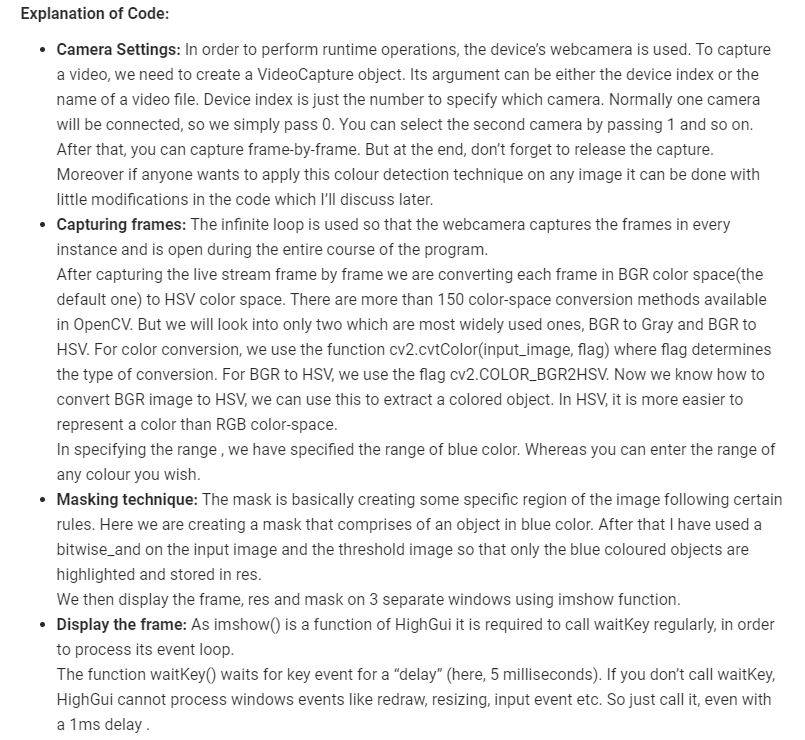 Explanation of Code:
• Camera Settings: In order to perform runtime operations, the device's webcamera is used. To capture
a video, we need to create a VideoCapture object. Its argument can be either the device index or the
name of a video file. Device index is just the number to specify which camera. Normally one camera
will be connected, so we simply pass 0. You can select the second camera by passing 1 and so on.
After that, you can capture frame-by-frame. But at the end, don't forget to release the capture.
Moreover if anyone wants to apply this colour detection technique on any image it can be done with
little modifications in the code which I'll discuss later.
• Capturing frames: The infinite loop is used so that the webcamera captures the frames in every
instance and is open during the entire course of the program.
After capturing the live stream frame by frame we are converting each frame in BGR color space(the
default one) to HSV color space. There are more than 150 color-space conversion methods available
in OpenCV. But we will look into only two which are most widely used ones, BGR to Gray and BGR to
HSV. For color conversion, we use the function cv2.cvtColor(input_image, flag) where flag determines
the type of conversion. For BGR to HSV, we use the flag cv2.COLOR_BGR2HSV. Now we know how to
convert BGR image to HSV, we can use this to extract a colored object. In HSV, it is more easier to
represent a color than RGB color-space.
In specifying the range , we have specified the range of blue color. Whereas you can enter the range of
any colour you wish.
• Masking technique: The mask is basically creating some specific region of the image following certain
rules. Here we are creating a mask that comprises of an object in blue color. After that I have used a
bitwise_and on the input image and the threshold image so that only the blue coloured objects are
highlighted and stored in res.
We then display the frame, res and mask on 3 separate windows using imshow function.
• Display the frame: As imshow() is a function of HighGui it is required to call waitKey regularly, in order
to process its event loop.
The function waitKey() waits for key event for a “delay” (here, 5 milliseconds). If you don't call waitKey,
HighGui cannot process windows events like redraw, resizing, input event etc. So just call it, even with
a 1ms delay .